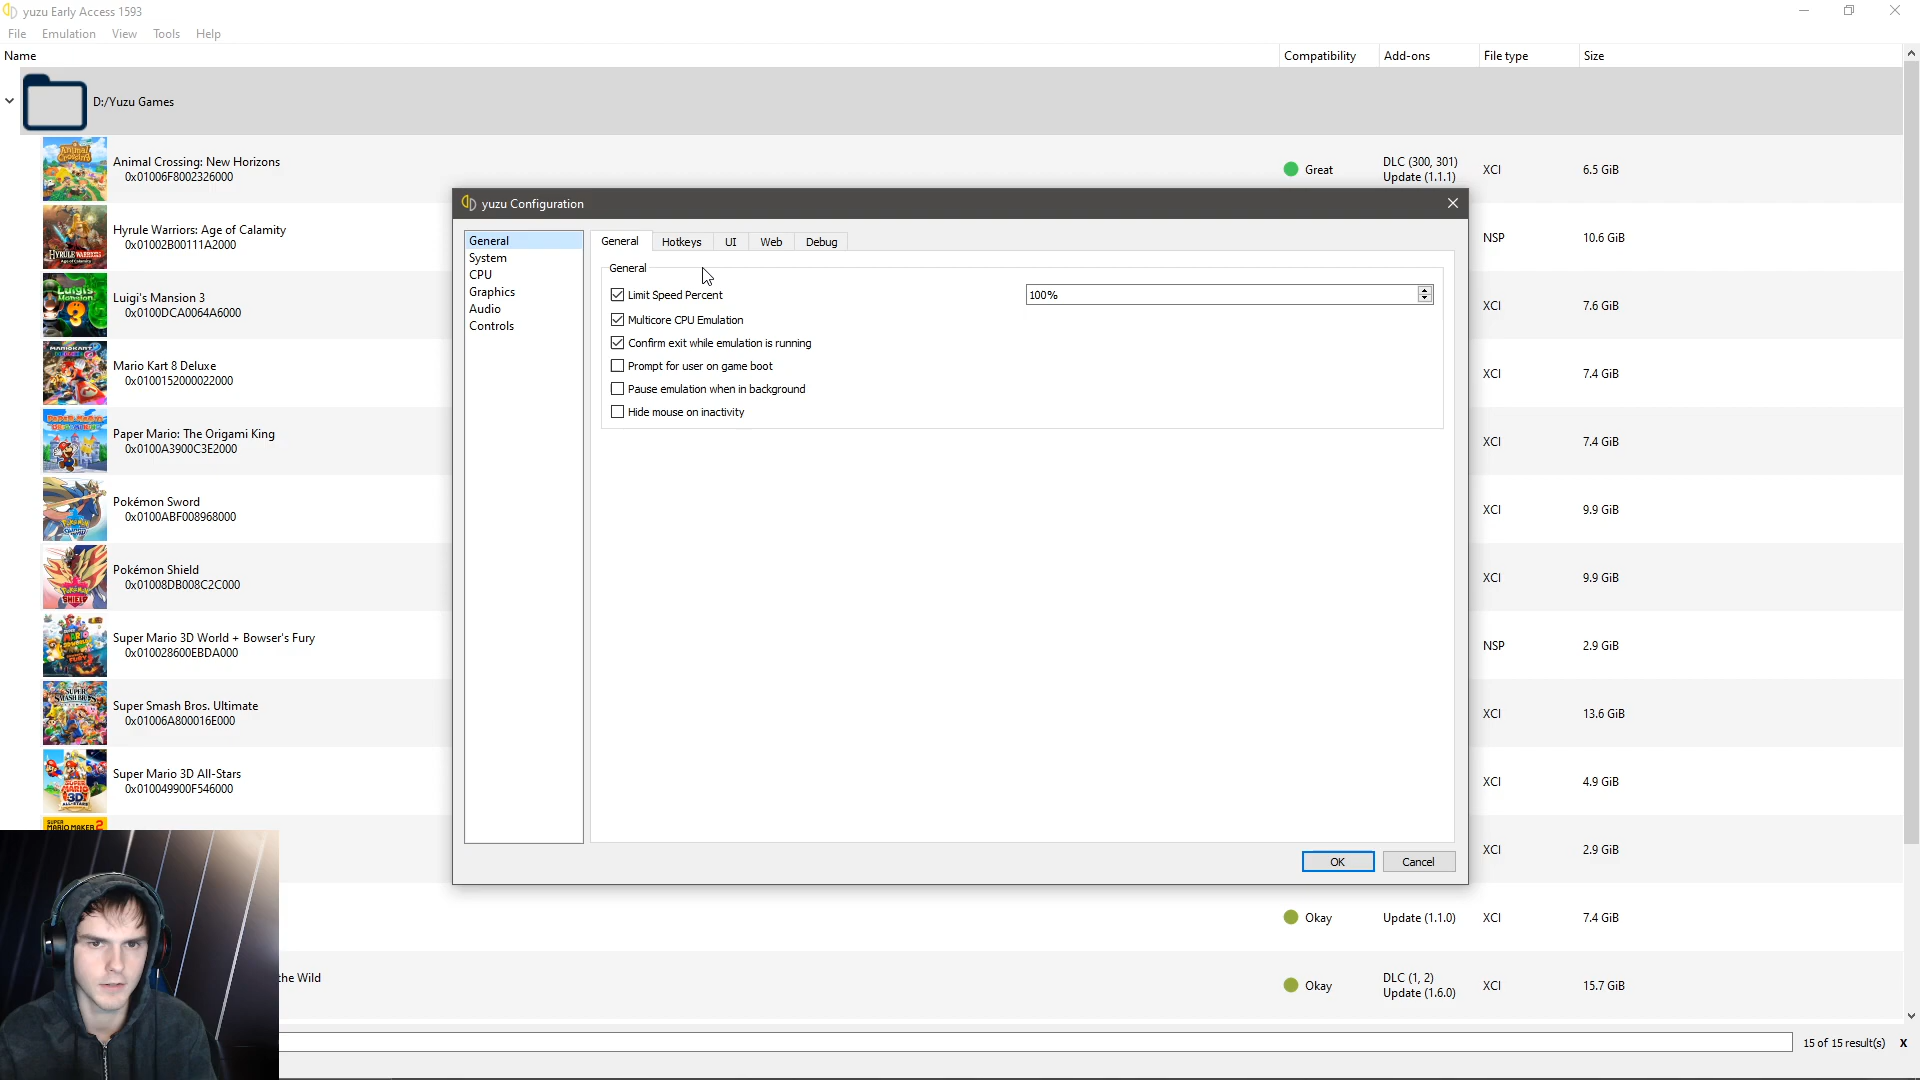 yuzu Early Access 1593
File Emulation View Tools Help
Name Compatibility Add-ons File type Size
D:/Yuzu Games
Animal Crossing: New Horizons
0x01006F8002326000
Great
DLC (300, 301)
Update (1.1.1)
XCI
6.5 GiB
Hyrule Warriors: Age of Calamity
0x01002B00111A2000
NSP
10.6 GiB
Luigi's Mansion 3
0x0100DCA0064A6000
XCI
7.6 GiB
Mario Kart 8 Deluxe
0x0100152000022000
XCI
7.4 GiB
Paper Mario: The Origami King
0x0100A3900C3E2000
XCI
7.4 GiB
Pokémon Sword
0x0100ABF008968000
XCI
9.9 GiB
Pokémon Shield
0x01008DB008C2C000
XCI
9.9 GiB
Super Mario 3D World + Bowser's Fury
0x010028600EBDA000
NSP
2.9 GiB
Super Smash Bros. Ultimate
0x01006A800016E000
XCI
13.6 GiB
Super Mario 3D All-Stars
0x010049900F546000
XCI
4.9 GiB
SUPER
MARIO MAKER 2
XCI
2.9 GiB
Okay
Update (1.1.0)
XCI
7.4 GiB
the Wild
Okay
DLC (1, 2)
Update (1.6.0)
XCI
15.7 GiB
15 of 15 result(s) X
yuzu Configuration
General
System
CPU
Graphics
Audio
Controls
General Hotkeys UI Web Debug
General
Limit Speed Percent 100%
Multicore CPU Emulation
Confirm exit while emulation is running
Prompt for user on game boot
Pause emulation when in background
Hide mouse on inactivity
OK Cancel